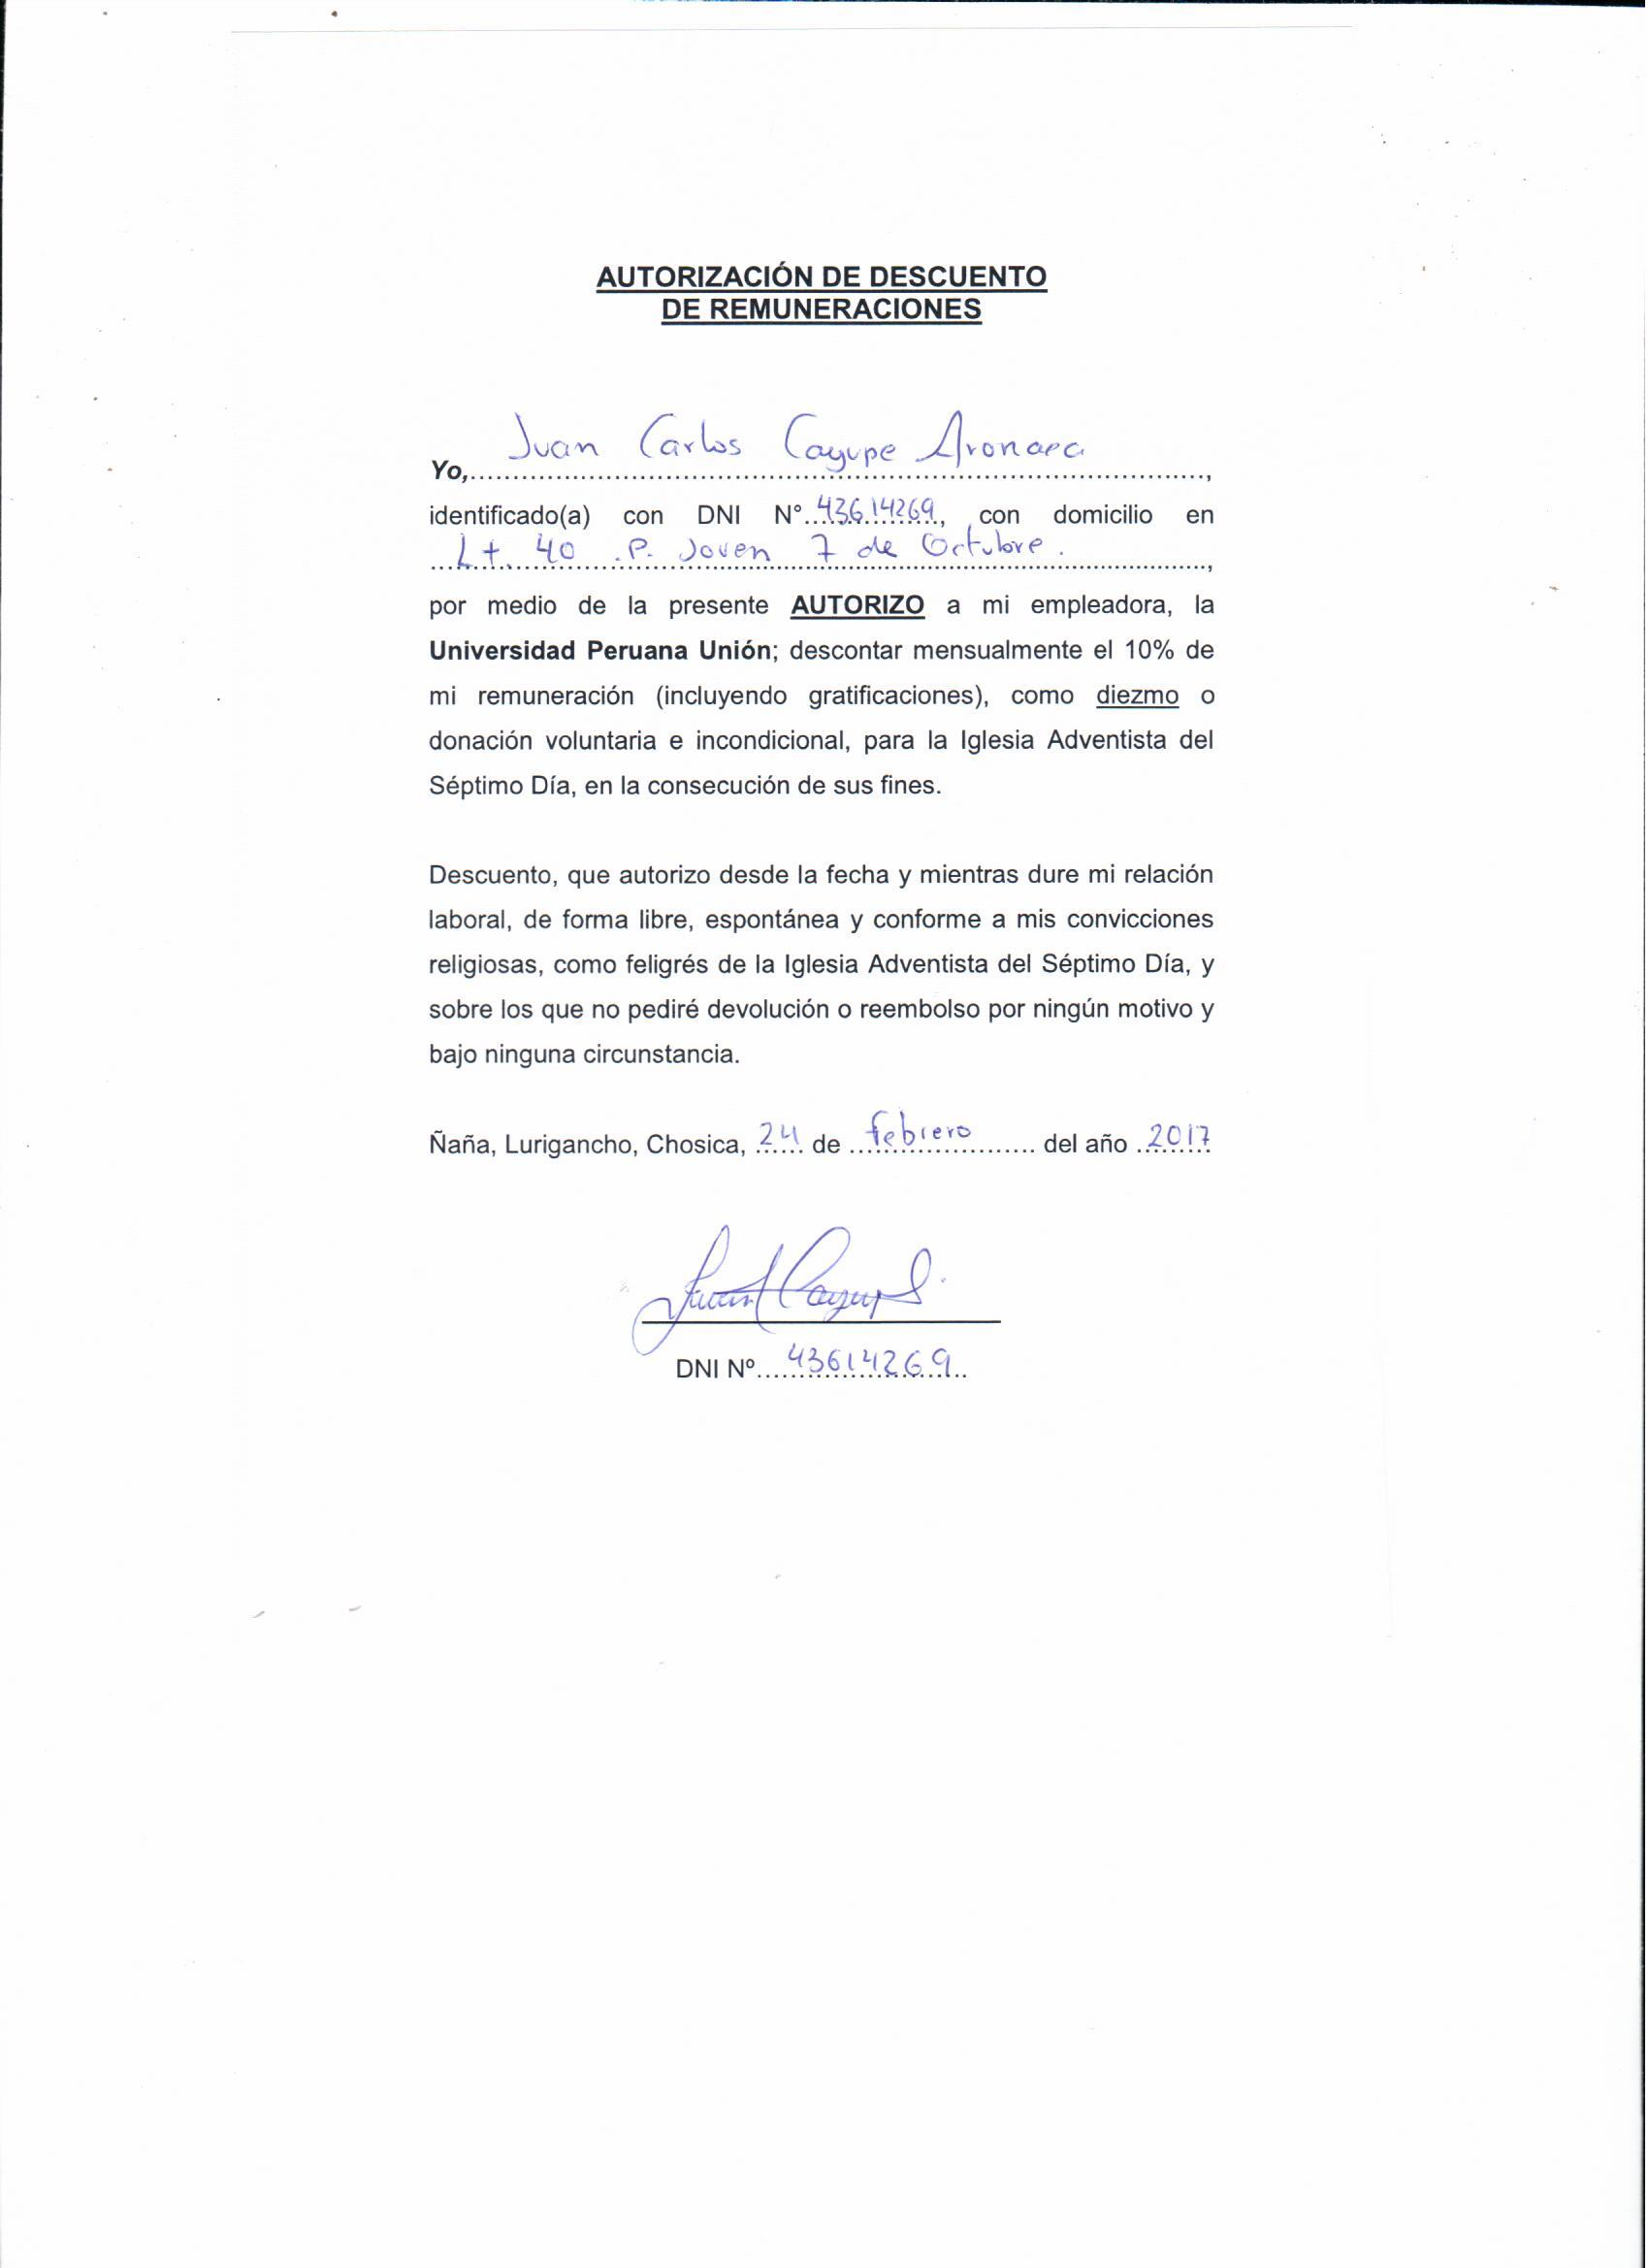 AUTORIZACIÓN DE DESCUENTO
DE REMUNERACIONES
Yo, Juan Carlos Cayupe,
identificado(a) con DNI N° 43614269, con domicilio en
Lt. 40 P. Joven 7 de Octubre.,
por medio de la presente AUTORIZO a mi empleadora, la
Universidad Peruana Unión; descontar mensualmente el 10% de
mi remuneración (incluyendo gratificaciones), como diezmo o
donación voluntaria e incondicional, para la Iglesia Adventista del
Séptimo Día, en la consecución de sus fines.
Descuento, que autorizo desde la fecha y mientras dure mi relación
laboral, de forma libre, espontánea y conforme a mis convicciones
religiosas, como feligrés de la Iglesia Adventista del Séptimo Día, y
sobre los que no pediré devolución o reembolso por ningún motivo y
bajo ninguna circunstancia.
Ñaña, Lurigancho, Chosica, 24 de febrero del año 2017
DNI Nº 43614269